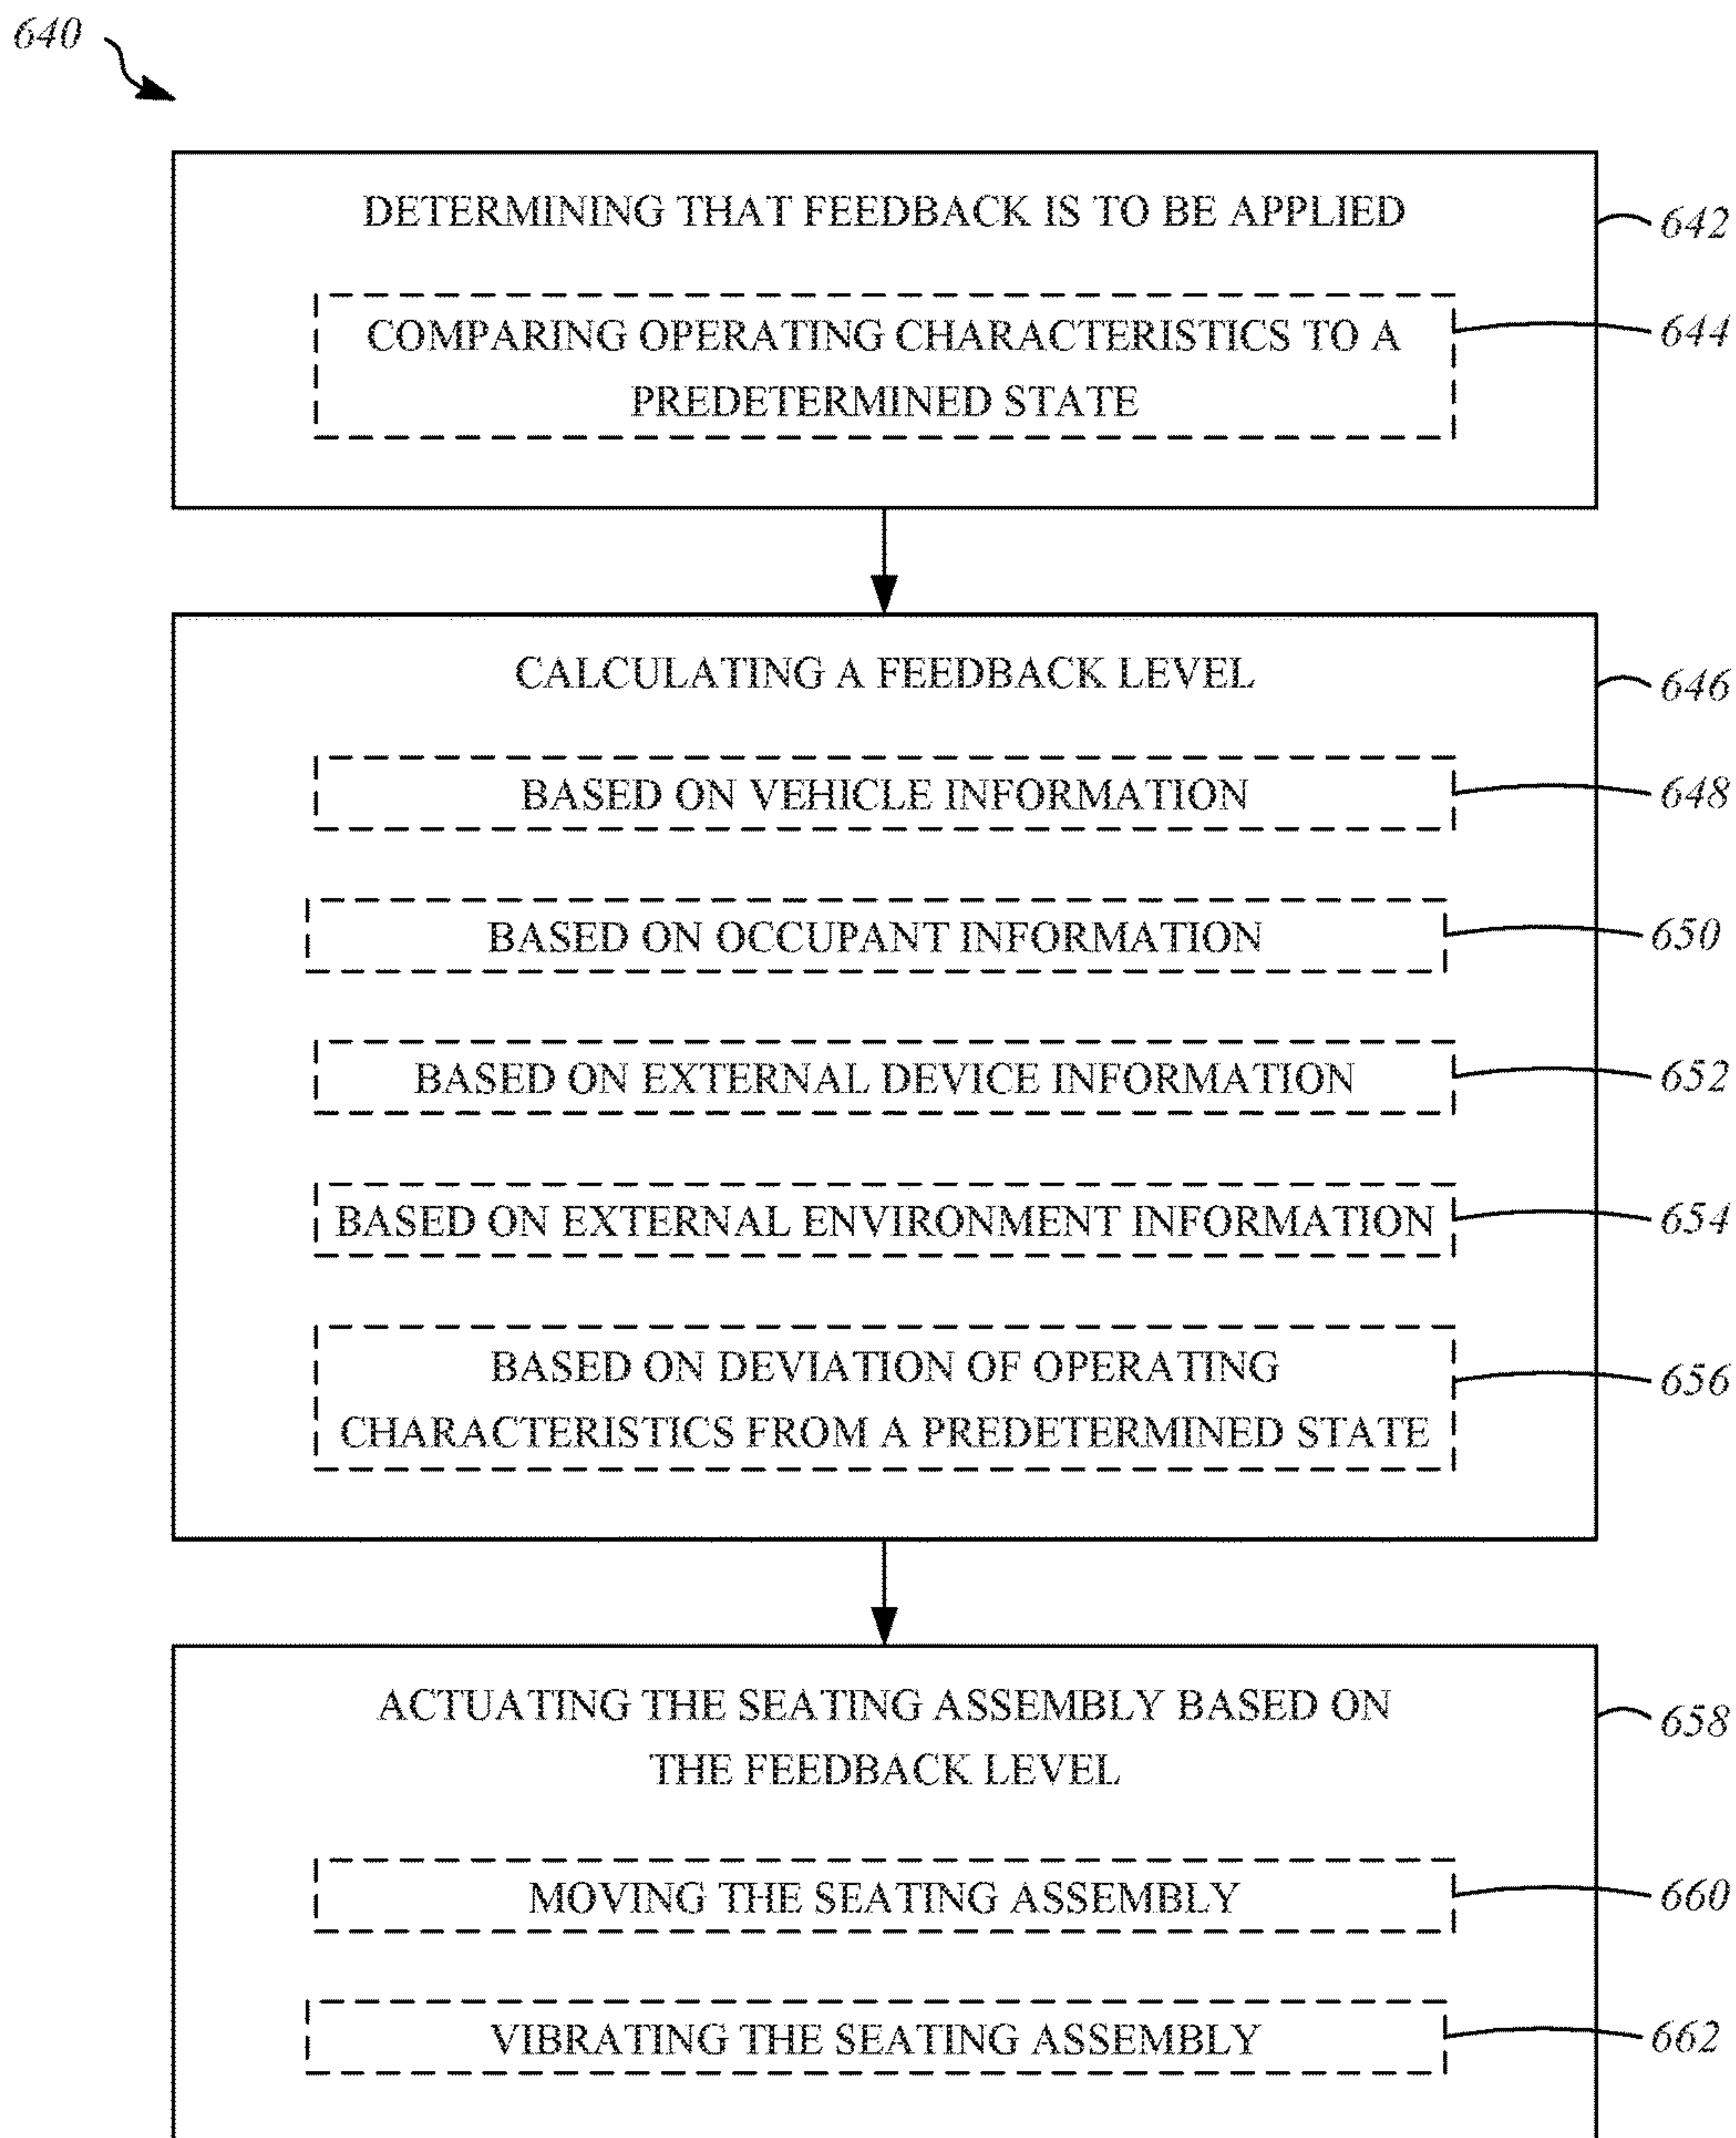 640
DETERMINING THAT FEEDBACK IS TO BE APPLIED
642
COMPARING OPERATING CHARACTERISTICS TO A
PREDETERMINED STATE
644
CALCULATING A FEEDBACK LEVEL
646
BASED ON VEHICLE INFORMATION
648
BASED ON OCCUPANT INFORMATION
650
BASED ON EXTERNAL DEVICE INFORMATION
652
BASED ON EXTERNAL ENVIRONMENT INFORMATION
654
BASED ON DEVIATION OF OPERATING
CHARACTERISTICS FROM A PREDETERMINED STATE
656
ACTUATING THE SEATING ASSEMBLY BASED ON
THE FEEDBACK LEVEL
658
MOVING THE SEATING ASSEMBLY
660
VIBRATING THE SEATING ASSEMBLY
662